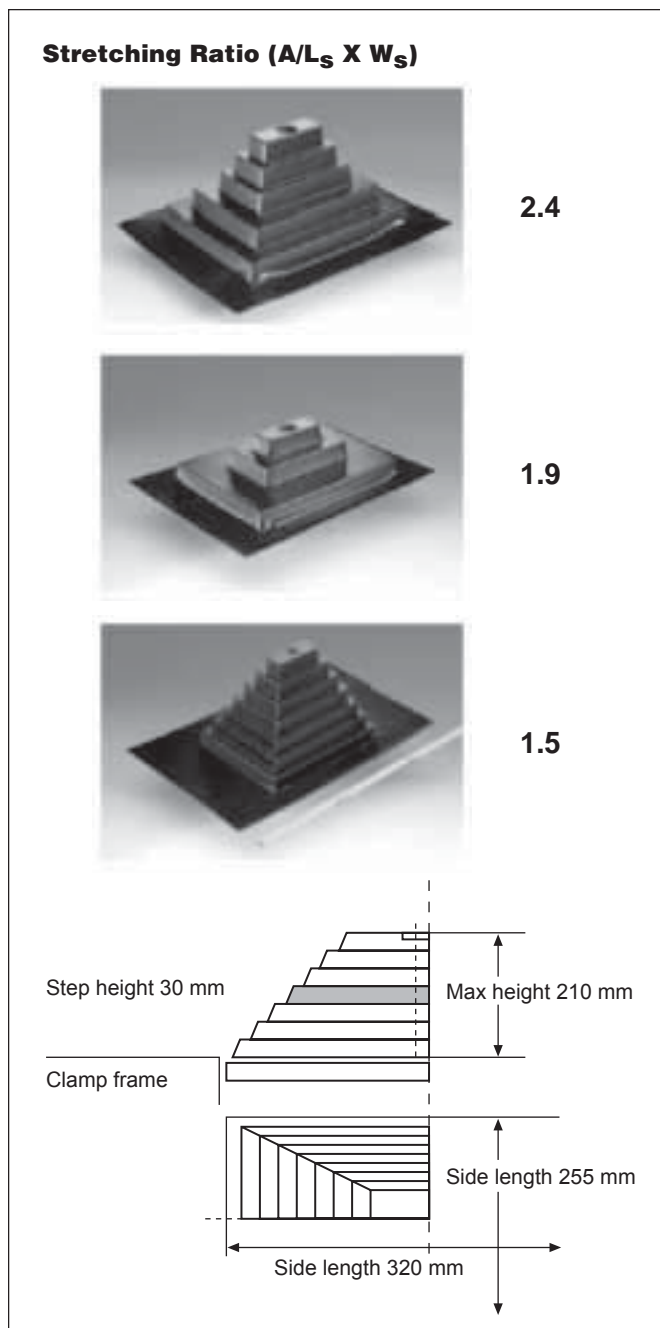 Stretching Ratio (A/Ls X Ws)
2.4
1.9
1.5
Step height 30 mm
Max height 210 mm
Clamp frame
Side length 255 mm
Side length 320 mm